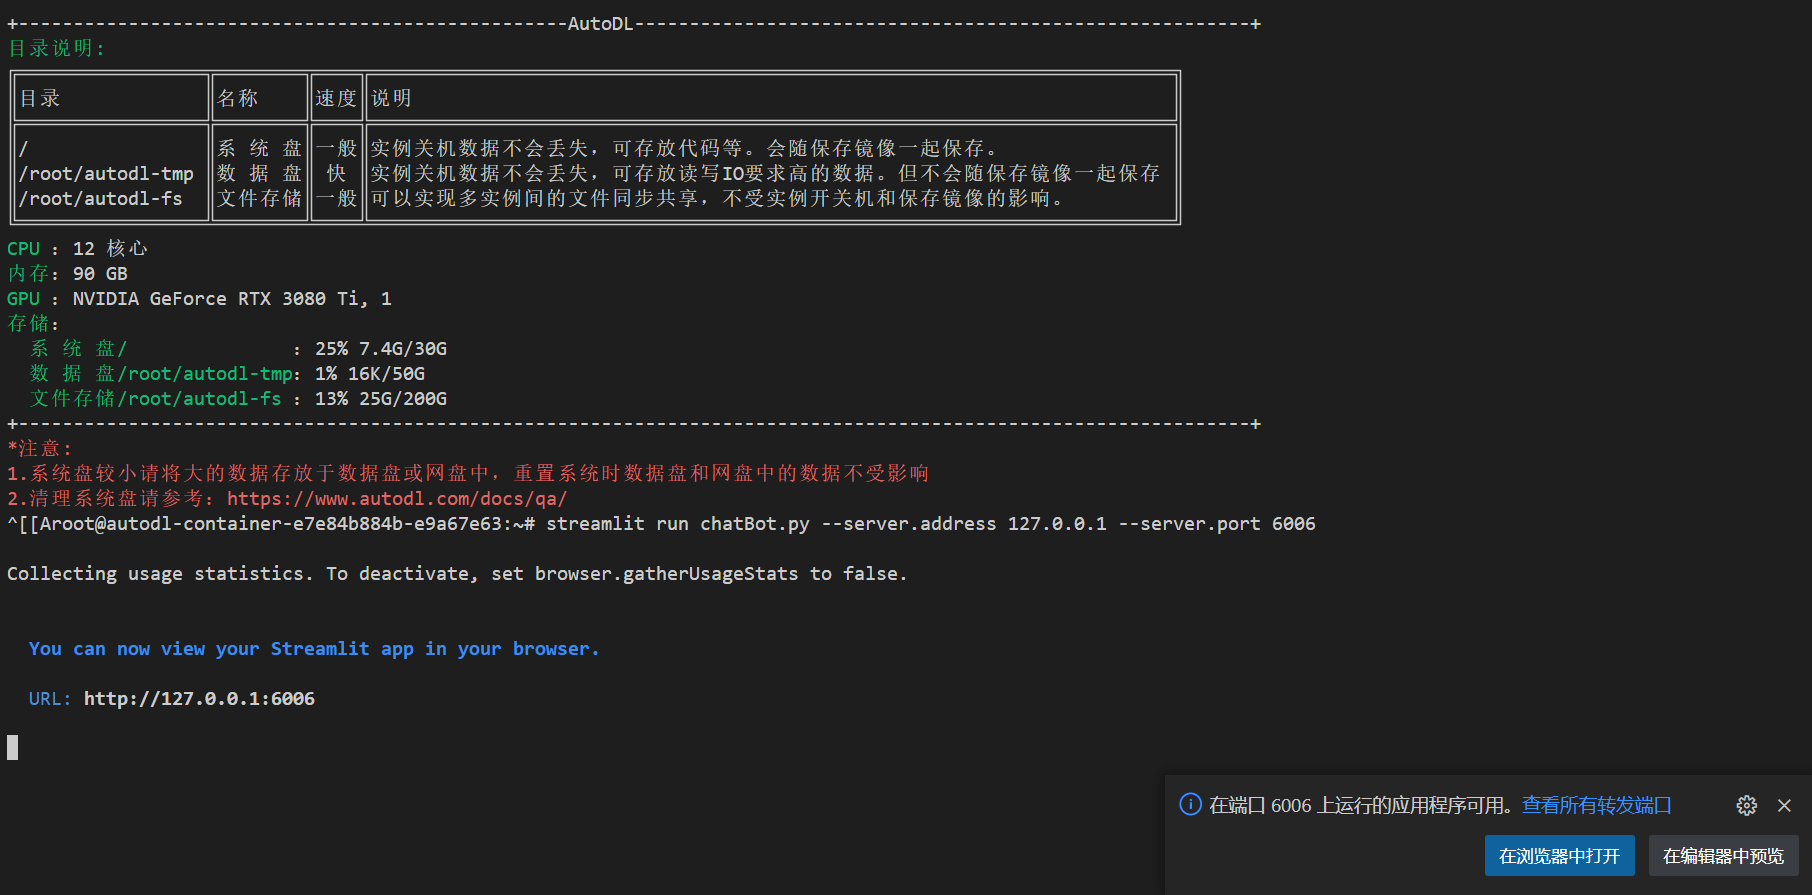 +--------------------------------------------------AutoDL--------------------------------------------------------+
目录说明:
目录 名称 速度 说明
/ 系 统 盘 一般 实例关机数据不会丢失，可存放代码等。会随保存镜像一起保存。
/root/autodl-tmp 数 据 盘 快 实例关机数据不会丢失，可存放读写IO要求高的数据。但不会随保存镜像一起保存
/root/autodl-fs 文件存储 一般 可以实现多实例间的文件同步共享，不受实例开关机和保存镜像的影响。
CPU ：12 核心
内存：90 GB
GPU ：NVIDIA GeForce RTX 3080 Ti, 1
存储：
系 统 盘/ ：25% 7.4G/30G
数 据 盘/root/autodl-tmp：1% 16K/50G
文件存储/root/autodl-fs ：13% 25G/200G
+----------------------------------------------------------------------------------------------------------------+
*注意:
1.系统盘较小请将大的数据存放于数据盘或网盘中，重置系统时数据盘和网盘中的数据不受影响
2.清理系统盘请参考：https://www.autodl.com/docs/qa/
^[[Aroot@autodl-container-e7e84b884b-e9a67e63:~# streamlit run chatBot.py --server.address 127.0.0.1 --server.port 6006
Collecting usage statistics. To deactivate, set browser.gatherUsageStats to false.
You can now view your Streamlit app in your browser.
URL: http://127.0.0.1:6006
在端口 6006 上运行的应用程序可用。查看所有转发端口
在浏览器中打开 在编辑器中预览